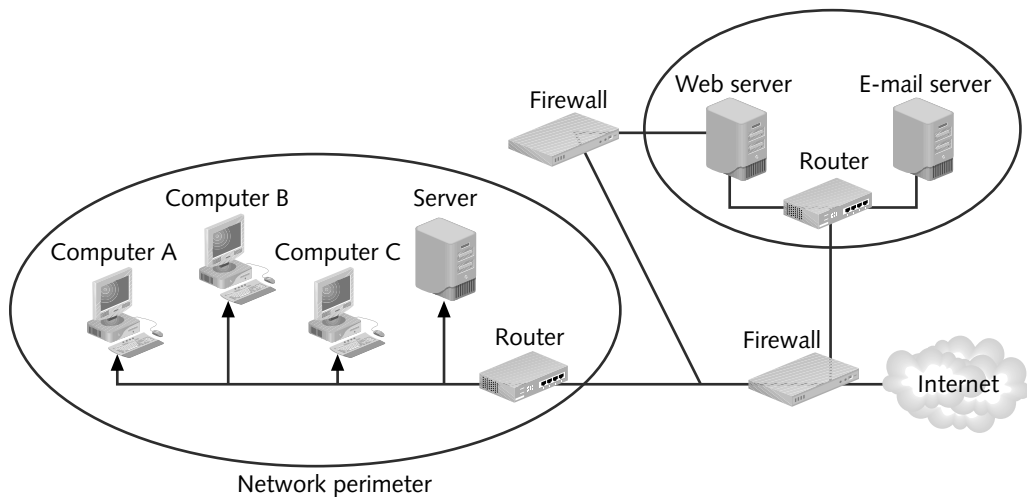 Web server
E-mail server
Firewall
Router
Computer B
Server
Computer A
Computer C
Router
Firewall
Internet
Network perimeter